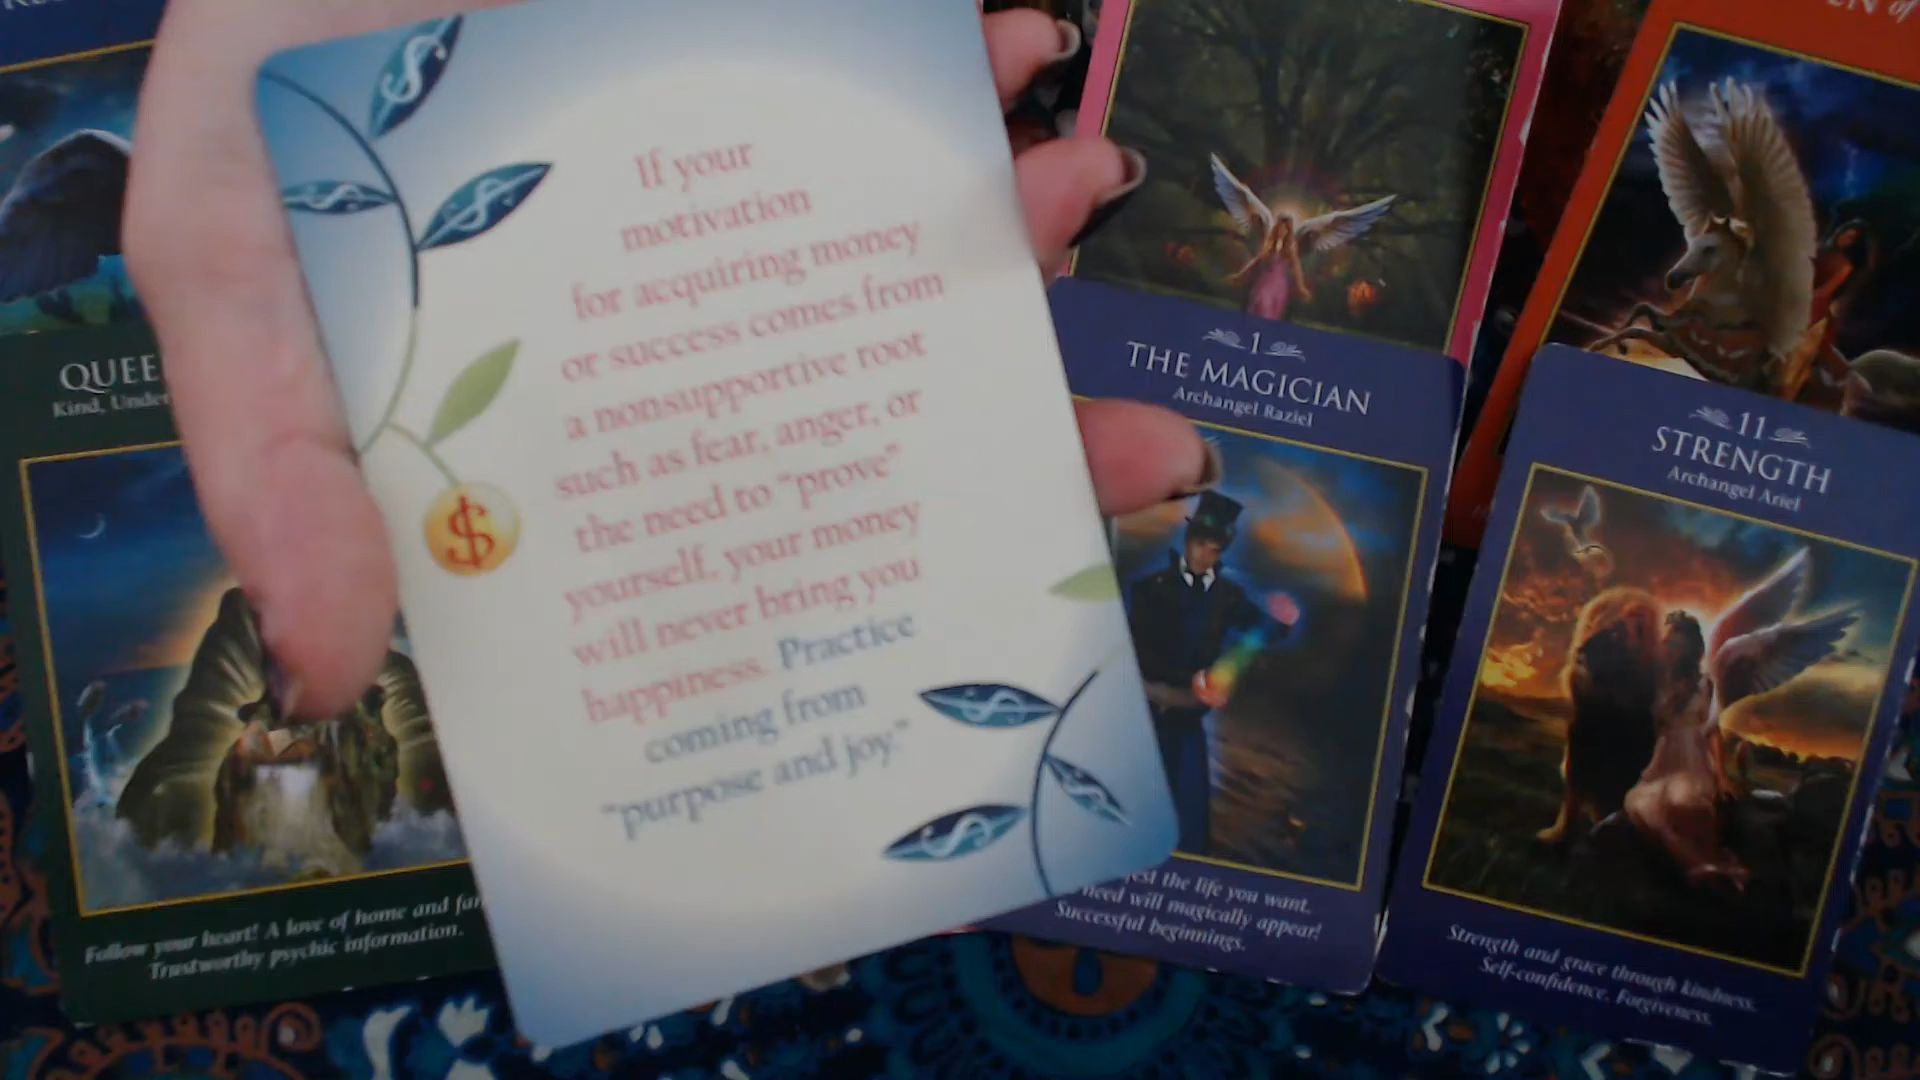 If your
motivation
for acquiring money
or success comes from
a nonsupportive root
such as fear, anger, or
the need to “prove”
yourself, your money
will never bring you
happiness. Practice
coming from
“purpose and joy.”
$
QUEE
Kind, Under
Follow your heart! A love of home and fam
Trustworthy psychic information.
1
THE MAGICIAN
Archangel Raziel
the life you want.
need will magically appear!
Successful beginnings.
of
11
STRENGTH
Archangel Ariel
Strength and grace through kindness.
Self-confidence. Forgiveness.